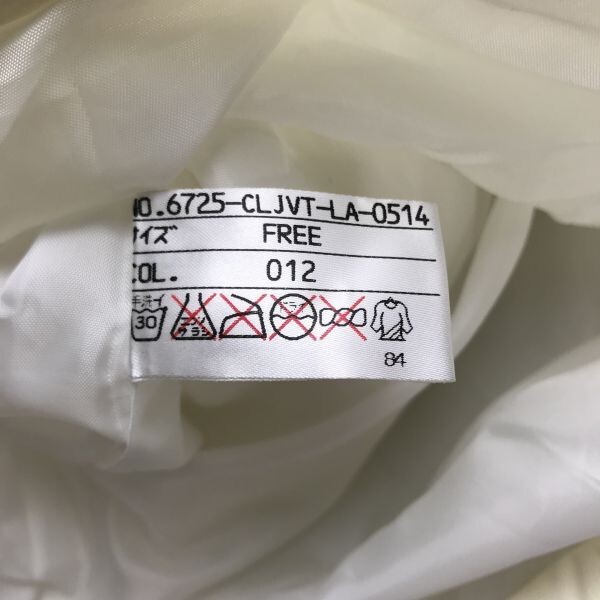 NO.6725-CLJVT-LA-0514
サイズ FREE
COL. 012
手洗イ
30
エンソ
サラシ
ドライ
84